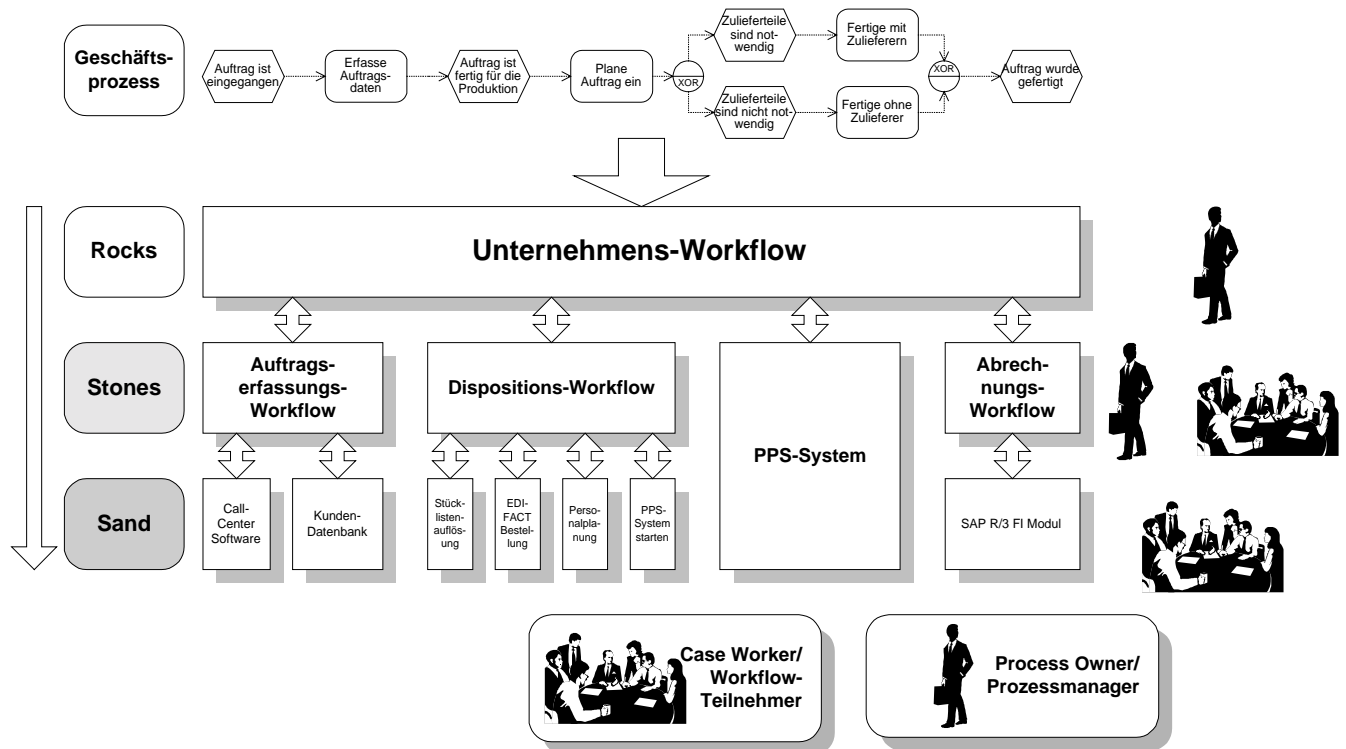 Geschäfts-
prozess
Auftrag ist
eingegangen
Erfasse
Auftrags-
daten
Auftrag ist
fertig für die
Produktion
Plane
Auftrag ein
XOR
Zulieferteile
sind not-
wendig
Fertige mit
Zulieferern
Zulieferteile
sind nicht not-
wendig
Fertige ohne
Zulieferer
XOR
Auftrag wurde
gefertigt
Rocks
Unternehmens-Workflow
Stones
Auftrags-
erfassungs-
Workflow
Dispositions-Workflow
PPS-System
Abrech-
nungs-
Workflow
Sand
Call-
Center
Software
Kunden-
Datenbank
Stück-
listen-
auflö-
sung
EDI-
FACT
Bestel-
lung
Pers-
onalpla-
nung
PPS-
System
starten
SAP R/3 FI Modul
Case Worker/
Workflow-
Teilnehmer
Process Owner/
Prozessmanager